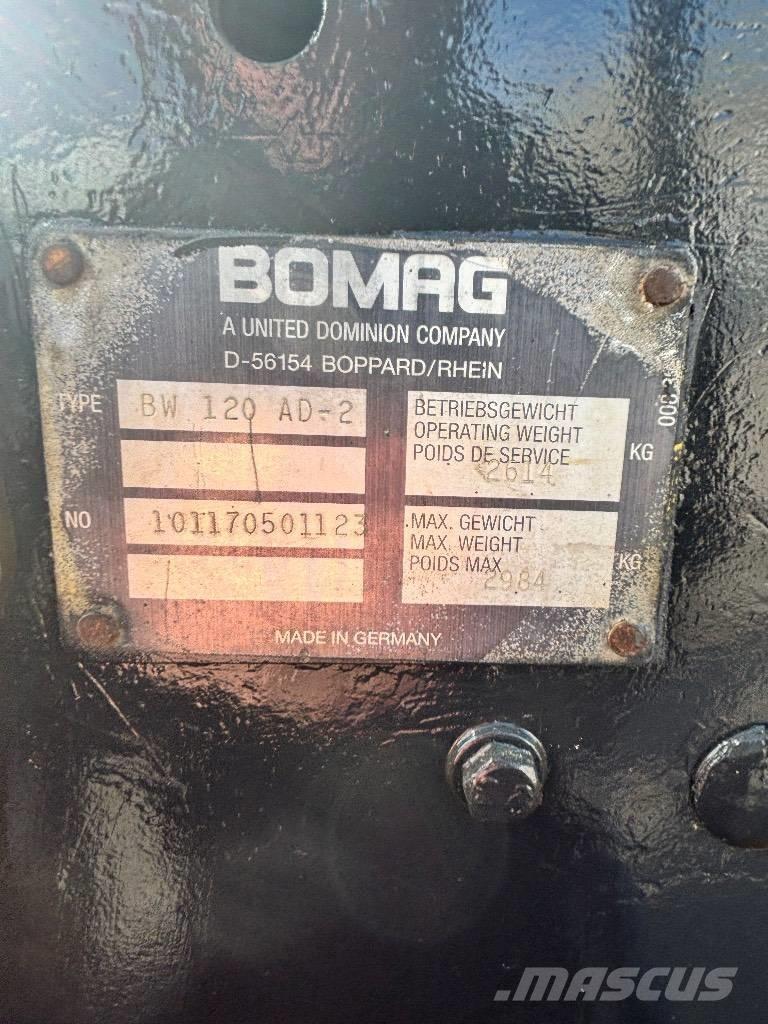 BOMAG
A UNITED DOMINION COMPANY
D-56154 BOPPARD/RHEIN
TYPE BW 120 AD-2
NO 101170501123
BETRIEBSGEWICHT
OPERATING WEIGHT
POIDS DE SERVICE
2614 KG
MAX. GEWICHT
MAX. WEIGHT
POIDS MAX
2984 KG
MADE IN GERMANY
MASCUS